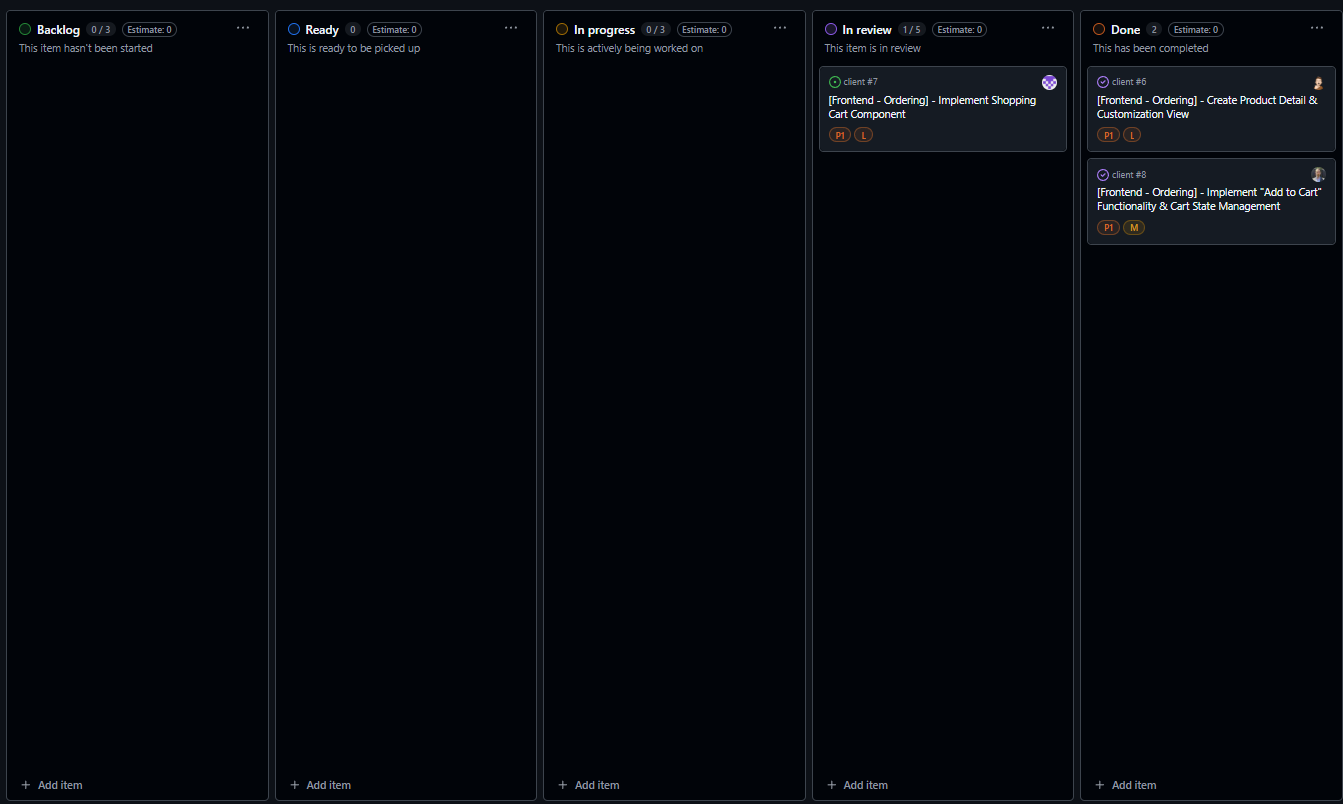 Backlog 0 / 3 Estimate: 0
This item hasn't been started
Add item
Ready 0 Estimate: 0
This is ready to be picked up
Add item
In progress 0 / 3 Estimate: 0
This is actively being worked on
Add item
In review 1 / 5 Estimate: 0
This item is in review
client #7
[Frontend - Ordering] - Implement Shopping
Cart Component
P1 L
Add item
Done 2 Estimate: 0
This has been completed
client #6
[Frontend - Ordering] - Create Product Detail &
Customization View
P1 L
client #8
[Frontend - Ordering] - Implement "Add to Cart"
Functionality & Cart State Management
P1 M
Add item